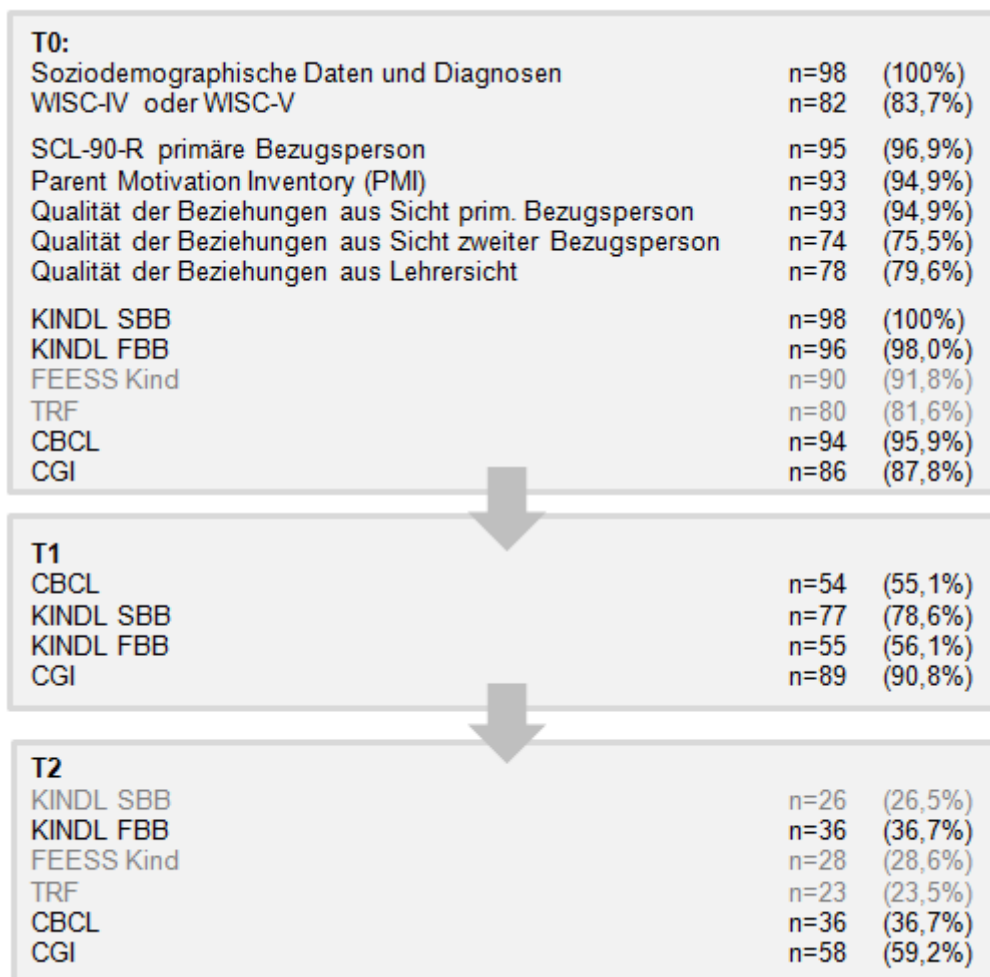 T0:
Soziodemographische Daten und Diagnosen n=98 (100%)
WISC-IV oder WISC-V n=82 (83,7%)
SCL-90-R primäre Bezugsperson n=95 (96,9%)
Parent Motivation Inventory (PMI) n=93 (94,9%)
Qualität der Beziehungen aus Sicht prim. Bezugsperson n=93 (94,9%)
Qualität der Beziehungen aus Sicht zweiter Bezugsperson n=74 (75,5%)
Qualität der Beziehungen aus Lehrersicht n=78 (79,6%)
KINDL SBB n=98 (100%)
KINDL FBB n=96 (98,0%)
FEESS Kind n=90 (91,8%)
TRF n=80 (81,6%)
CBCL n=94 (95,9%)
CGI n=86 (87,8%)
T1
CBCL n=54 (55,1%)
KINDL SBB n=77 (78,6%)
KINDL FBB n=55 (56,1%)
CGI n=89 (90,8%)
T2
KINDL SBB n=26 (26,5%)
KINDL FBB n=36 (36,7%)
FEESS Kind n=28 (28,6%)
TRF n=23 (23,5%)
CBCL n=36 (36,7%)
CGI n=58 (59,2%)